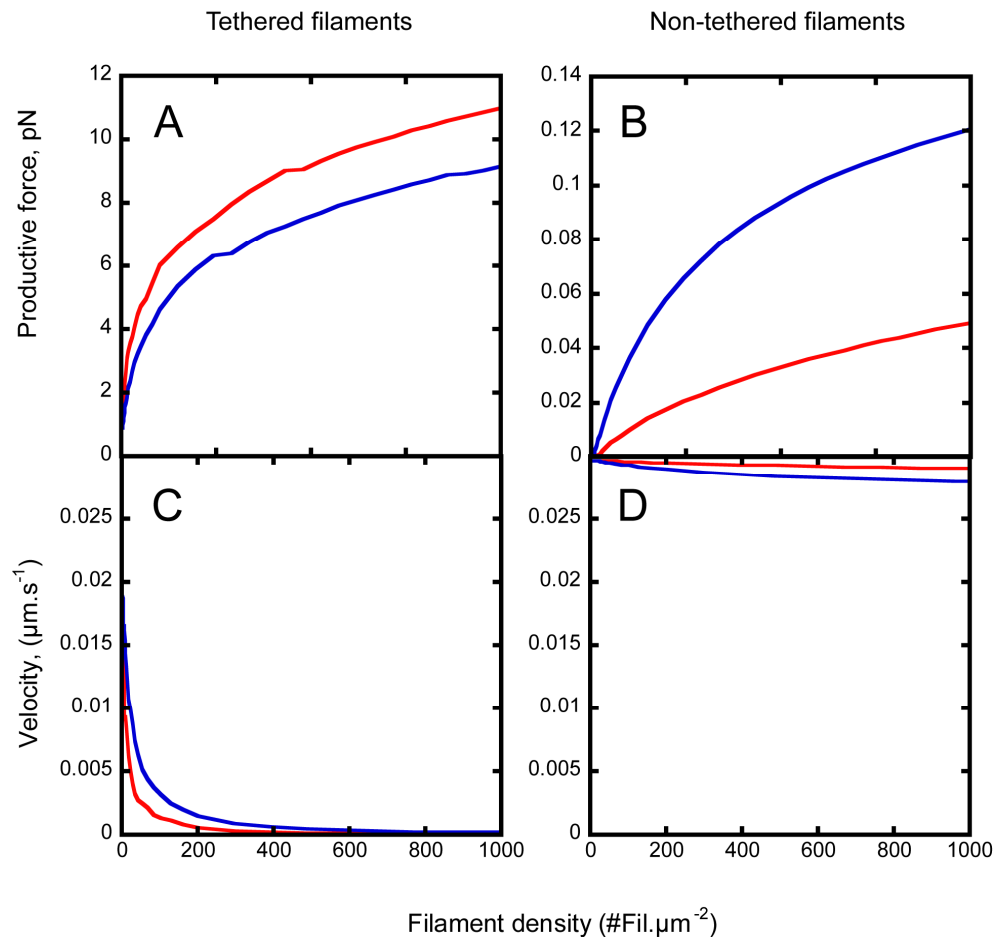 Tethered filaments
Non-tethered filaments
Productive force, pN
12
10
8
6
4
2
0
A
0.14
0.12
0.1
0.08
0.06
0.04
0.02
0
B
Velocity, (µm.s⁻¹)
0.025
0.02
0.015
0.01
0.005
0
C
0 200 400 600 800 1000
0.025
0.02
0.015
0.01
0.005
0
D
0 200 400 600 800 1000
Filament density (#Fil.µm⁻²)